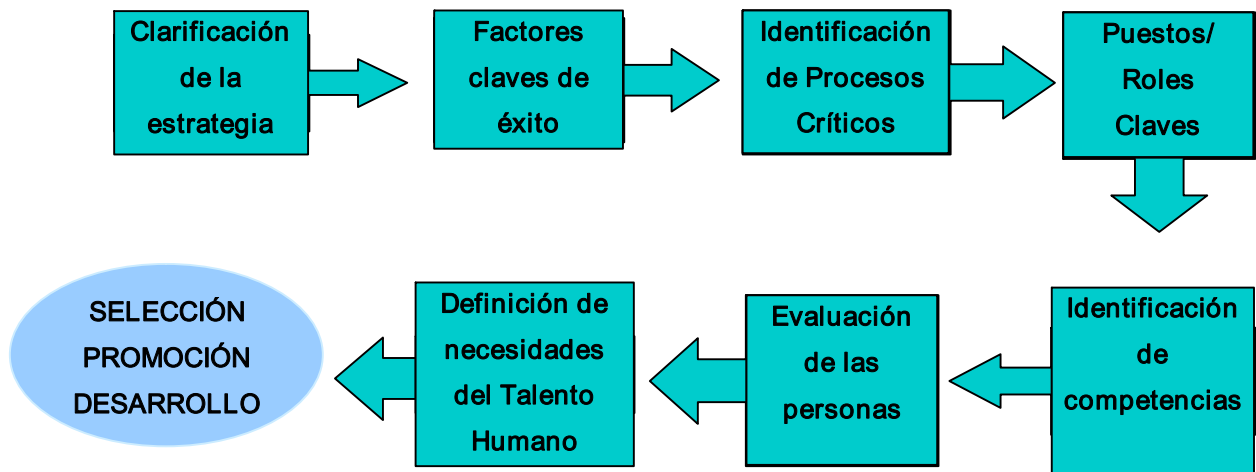 Clarificación
de la
estrategia
Factores
claves de
éxito
Identificación
de Procesos
Críticos
Puestos/
Roles
Claves
Identificación
de
competencias
Evaluación
de las
personas
Definición de
necesidades
del Talento
Humano
SELECCIÓN
PROMOCIÓN
DESARROLLO